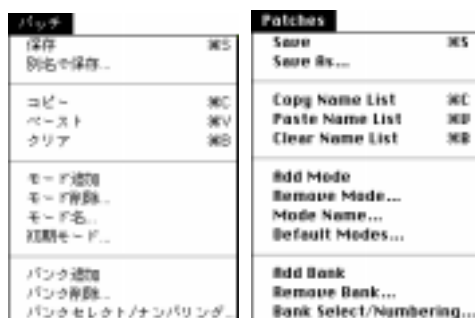 パッチ
保存 ⌘S
別名で保存...
コピー ⌘C
ペースト ⌘V
クリア ⌘B
モード追加
モード削除...
モード名...
初期モード...
バンク追加
バンク削除...
バンクセレクト/ナンバリング...
Patches
Save ⌘S
Save As...
Copy Name List ⌘C
Paste Name List ⌘V
Clear Name List ⌘B
Add Mode
Remove Mode...
Mode Name...
Default Modes...
Add Bank
Remove Bank...
Bank Select/Numbering...